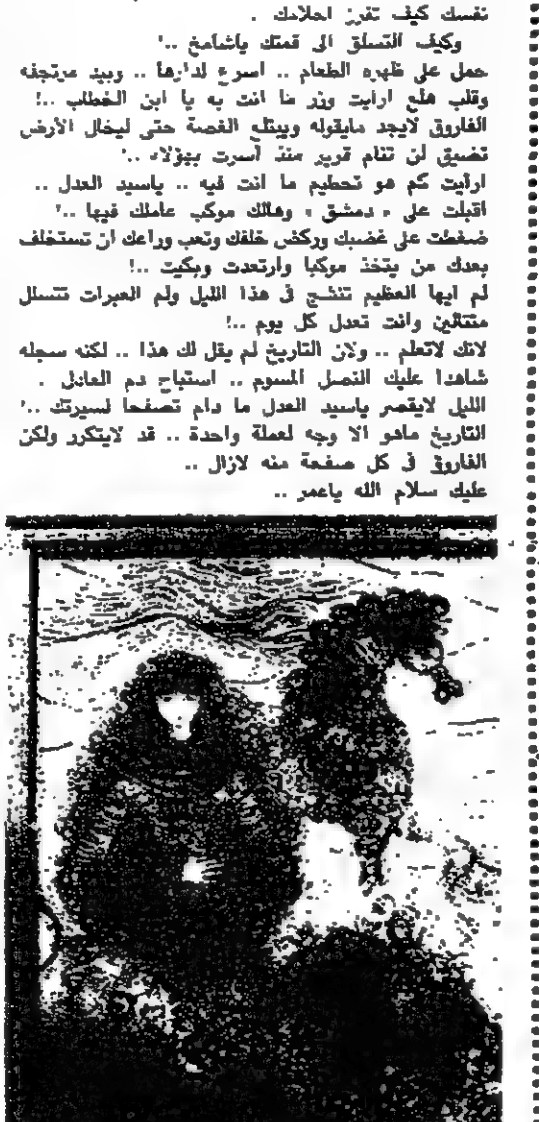 نفسك كيف تفرز احلامك .
وكيف التسلق الى قمتك ياشامخ ..!
حمل على ظهره الطعام .. اسرع لدارها .. وبيد مرتجفه
وقلب هلع ارايت وزر ما انت به يا ابن الخطاب ..!
الفاروق لايجد مايقوله ويبتلع الغصة حتى ليخال الأرض
تضيق لن تنام قرير منذ أسرت بهؤلاء ..!
ارأيت كم هو تحطيم ما انت فيه .. ياسيد العدل ..
اقبلت على « دمشق » وهالك موكب عاملك فيها ..!
ضغطت على غضبك وركض خلفك وتعب وراعك ان تستخلف
بعدك من يتخذ موكبا وارتعدت وبكيت ..!
لم ايها العظيم تنشج في هذا الليل ولم العبرات تتسلل
متتالين وانت تعدل كل يوم ..!
لانك لاتعلم .. ولان التاريخ لم يقل لك هذا .. لكنه سجله
شاهدا عليك النصل المسوم .. استباح دم العادل .
الليل لايقصر ياسيد العدل ما دام تصفحا لسيرتك ..!
التاريخ ماهو الا وجه لعملة واحدة .. قد لايتكرر ولكن
الفاروق في كل صفحة منه لازال ..
عليك سلام الله ياعمر ..